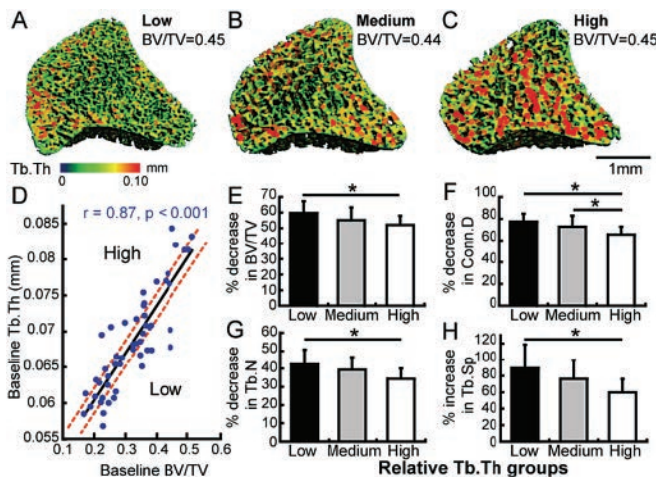 A
Low
BV/TV=0.45
B
Medium
BV/TV=0.44
C
High
BV/TV=0.45
Tb.Th
mm
0
0.10
1mm
D
r = 0.87, p < 0.001
High
Low
Baseline Tb.Th (mm)
0.085
0.08
0.07
0.06
0.055
0.1 0.2 0.3 0.4 0.5 0.6
Baseline BV/TV
E
*
% decrease
in BV/TV
70
60
50
40
30
20
10
0
Low Medium High
F
*
*
% decrease
in Conn.D
100
80
60
40
20
0
Low Medium High
G
*
% decrease
in Tb.N
60
50
40
30
20
10
0
Low Medium High
H
*
% increase
in Tb.Sp
120
100
80
60
40
20
0
Low Medium High
Relative Tb.Th groups